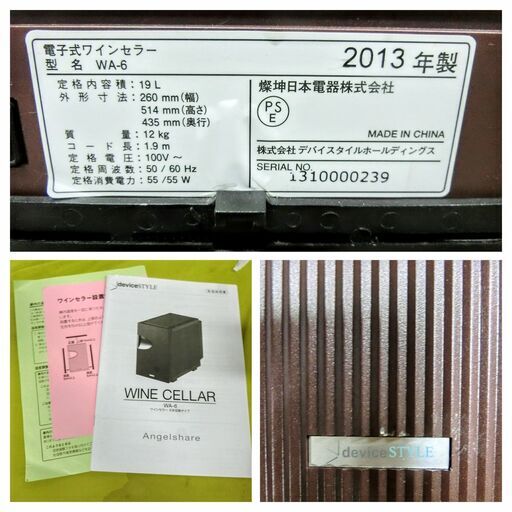 電子式ワインセラー
型 名 WA-6
2013 年製
定格内容積：19 L
外形寸法：260 mm(幅)
514 mm(高さ)
435 mm(奥行)
質 量：12 kg
コード長：1.9 m
定格電圧：100V～
定格周波数：50 / 60 Hz
定格消費電力：55 / 55 W
燦坤日本電器株式会社
PS
E
MADE IN CHINA
株式会社 デバイスタイルホールディングス
SERIAL NO.
1310000239
ワインセラー設置
deviceSTYLE
取扱説明書
WINE CELLAR
WA-6
Angelshare
deviceSTYLE